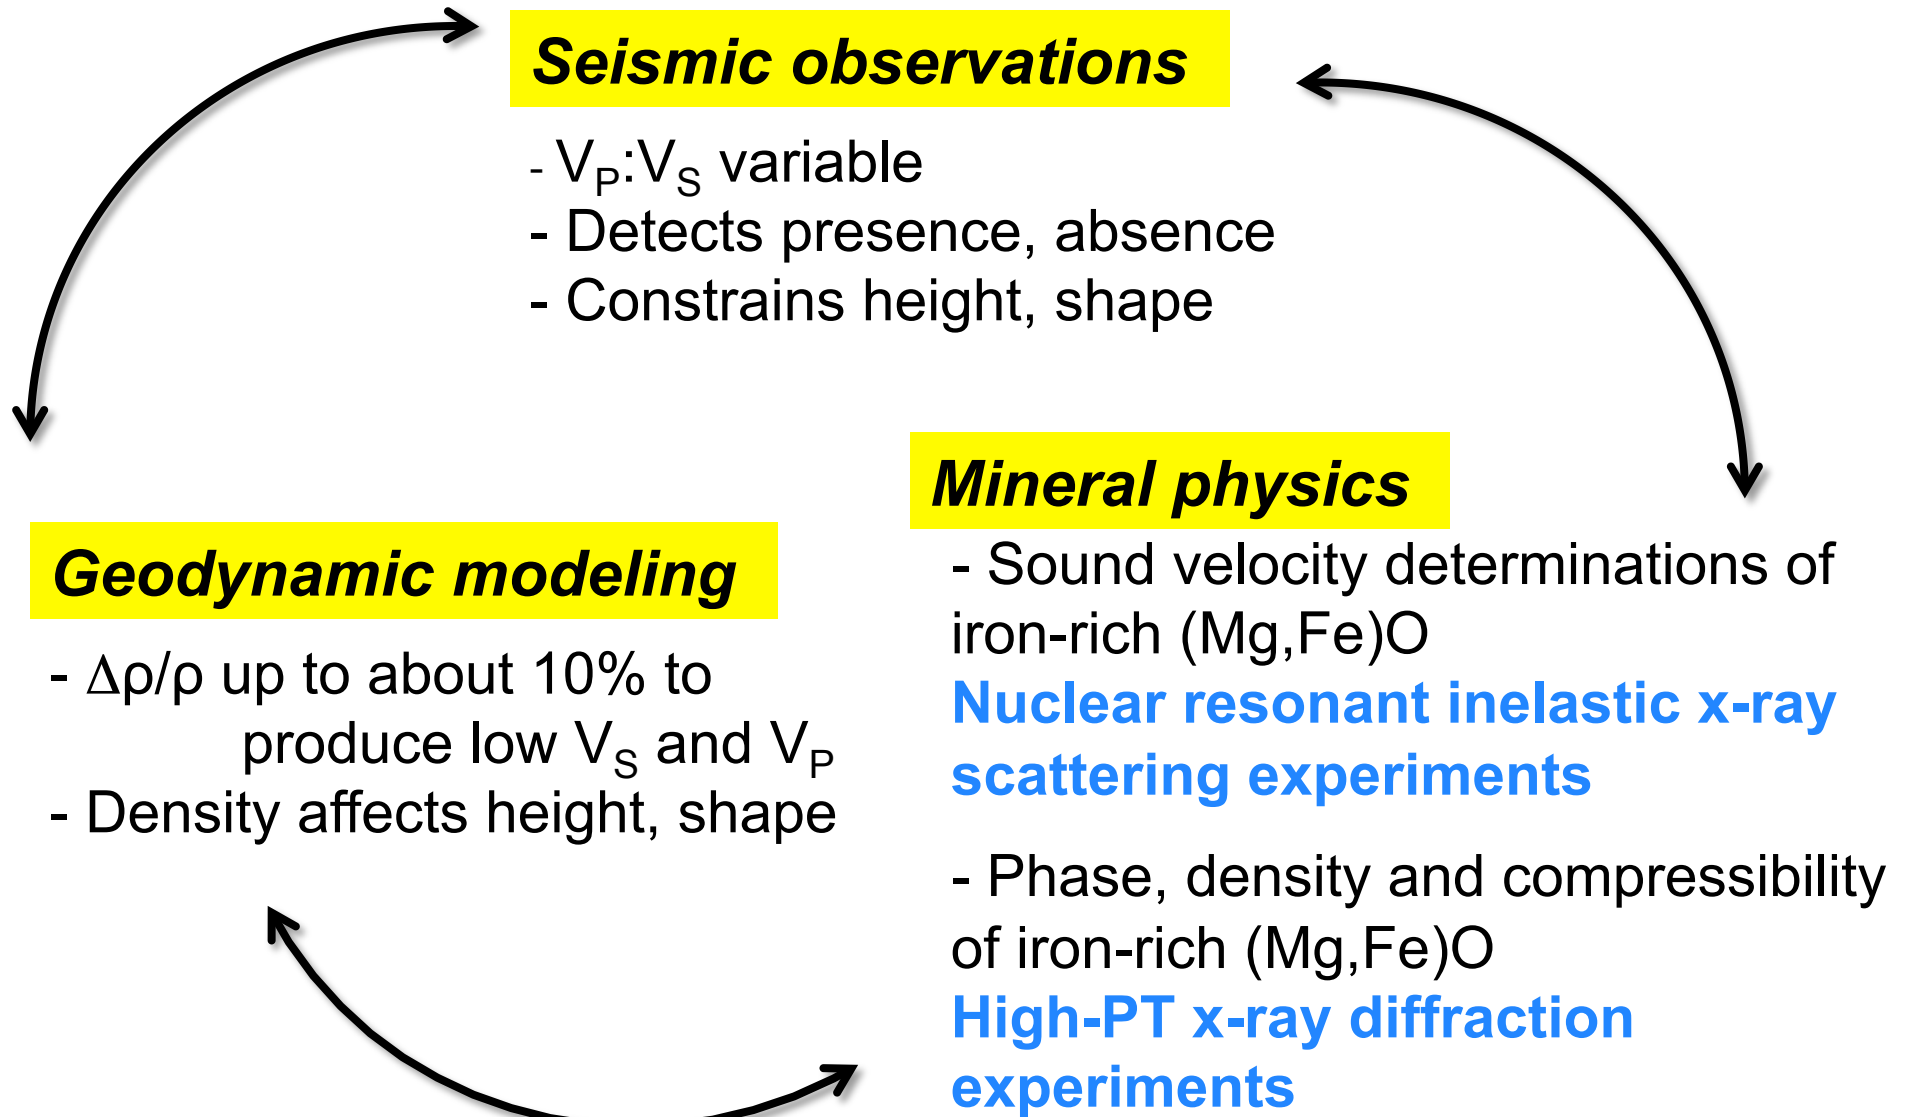 Seismic observations
- VP:VS variable
- Detects presence, absence
- Constrains height, shape
Geodynamic modeling
- Δρ/ρ up to about 10% to
produce low VS and VP
- Density affects height, shape
Mineral physics
- Sound velocity determinations of
iron-rich (Mg,Fe)O
Nuclear resonant inelastic x-ray
scattering experiments
- Phase, density and compressibility
of iron-rich (Mg,Fe)O
High-PT x-ray diffraction
experiments